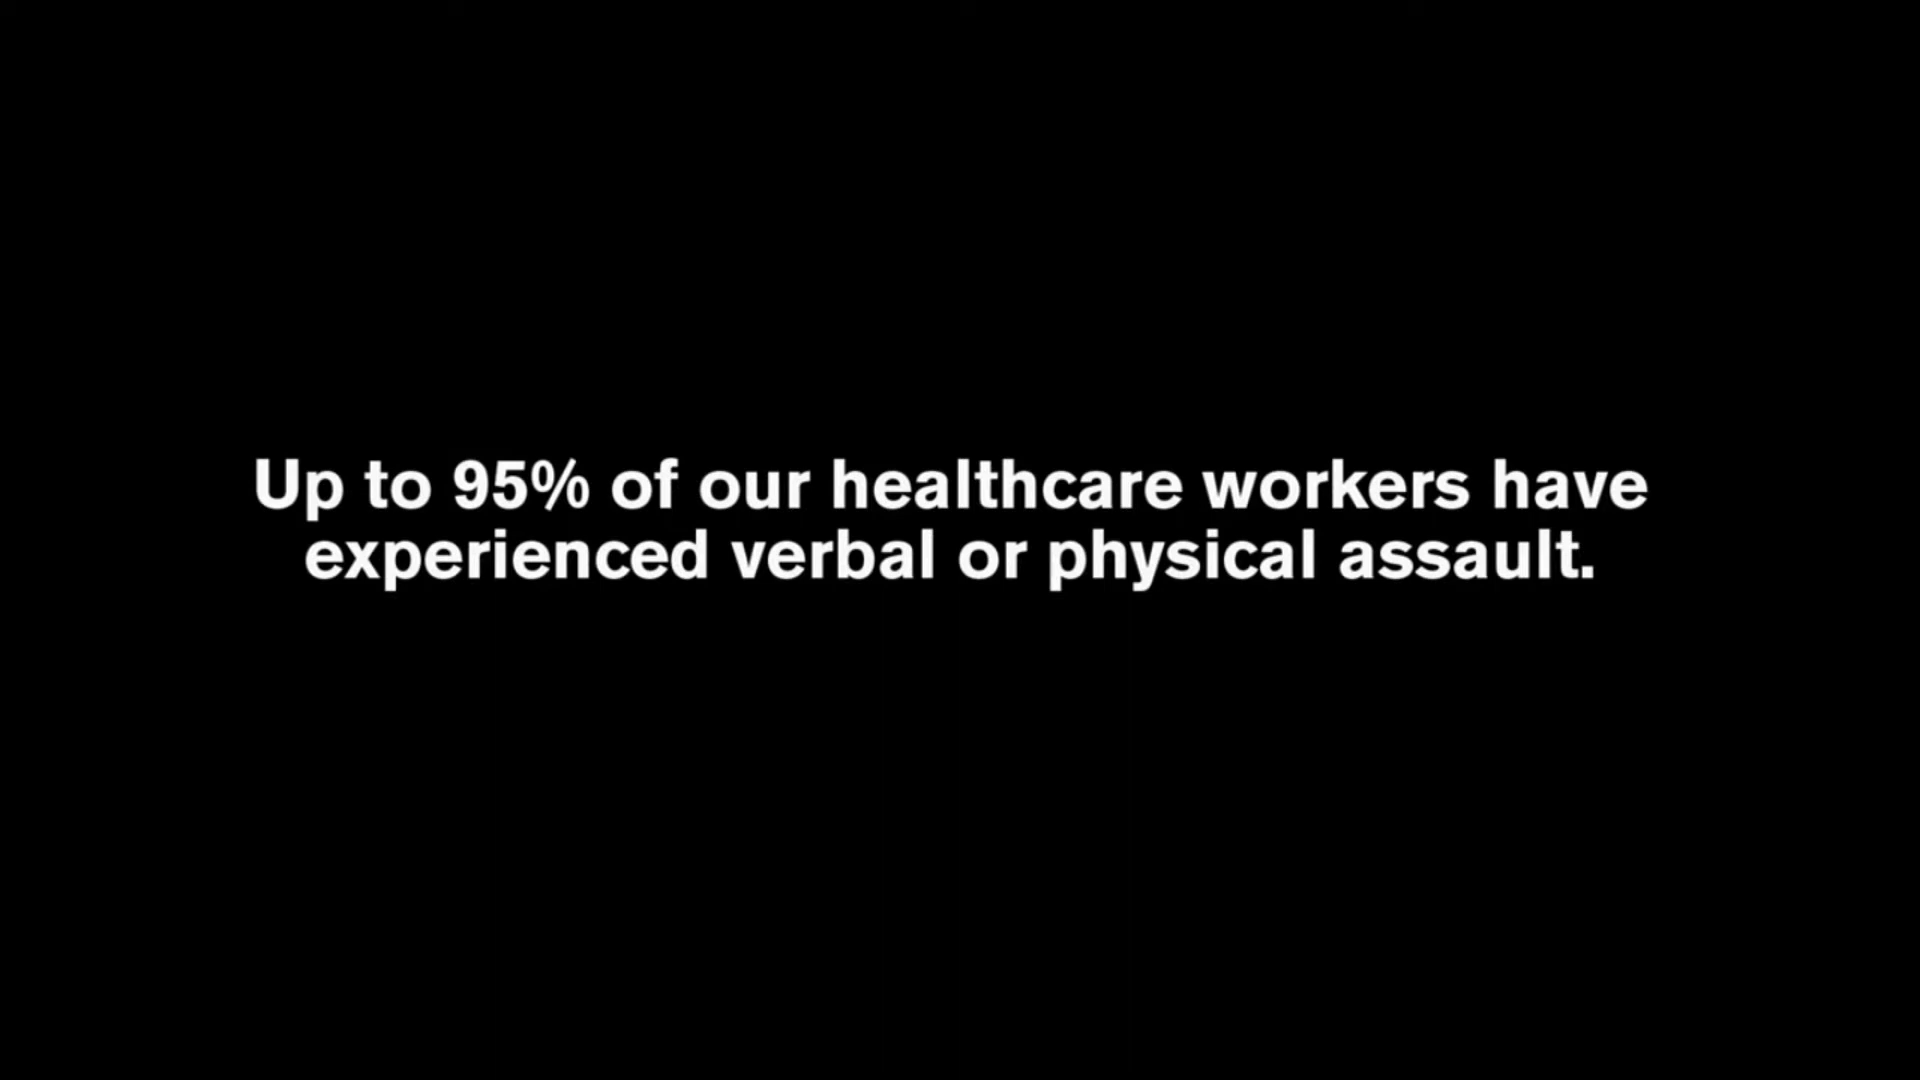 Up to 95% of our healthcare workers have
experienced verbal or physical assault.